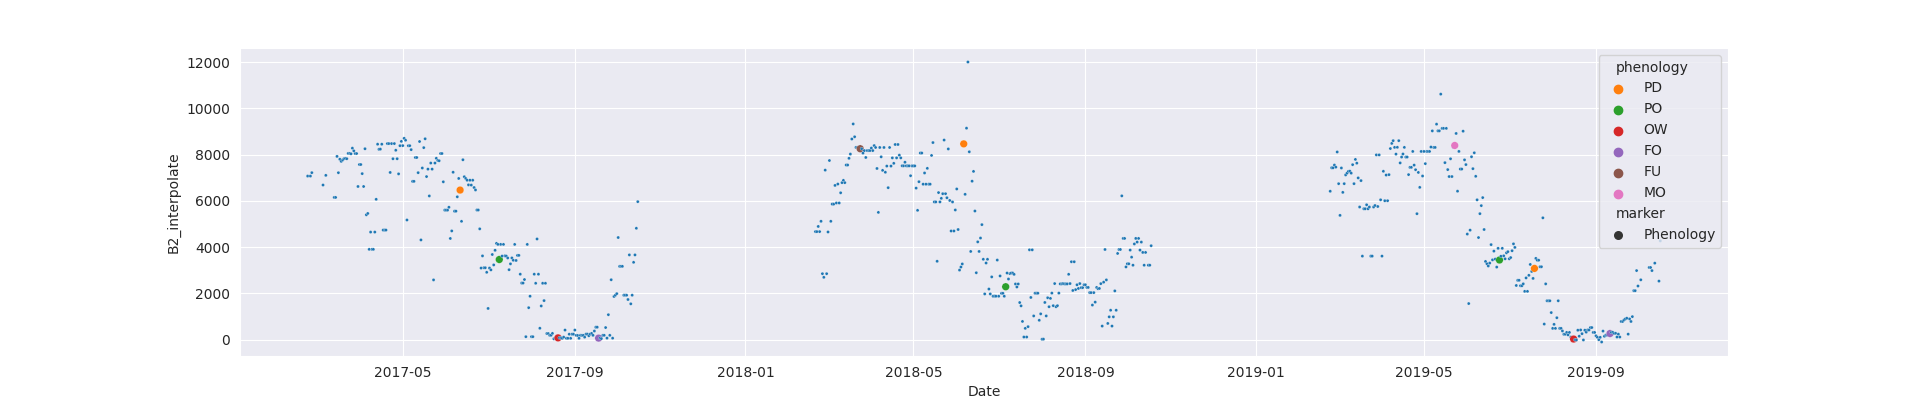 12000
10000
8000
6000
4000
2000
0
B2_interpolate
2017-05
2017-09
2018-01
2018-05
2018-09
2019-01
2019-05
2019-09
Date
phenology
PD
PO
OW
FO
FU
MO
marker
Phenology